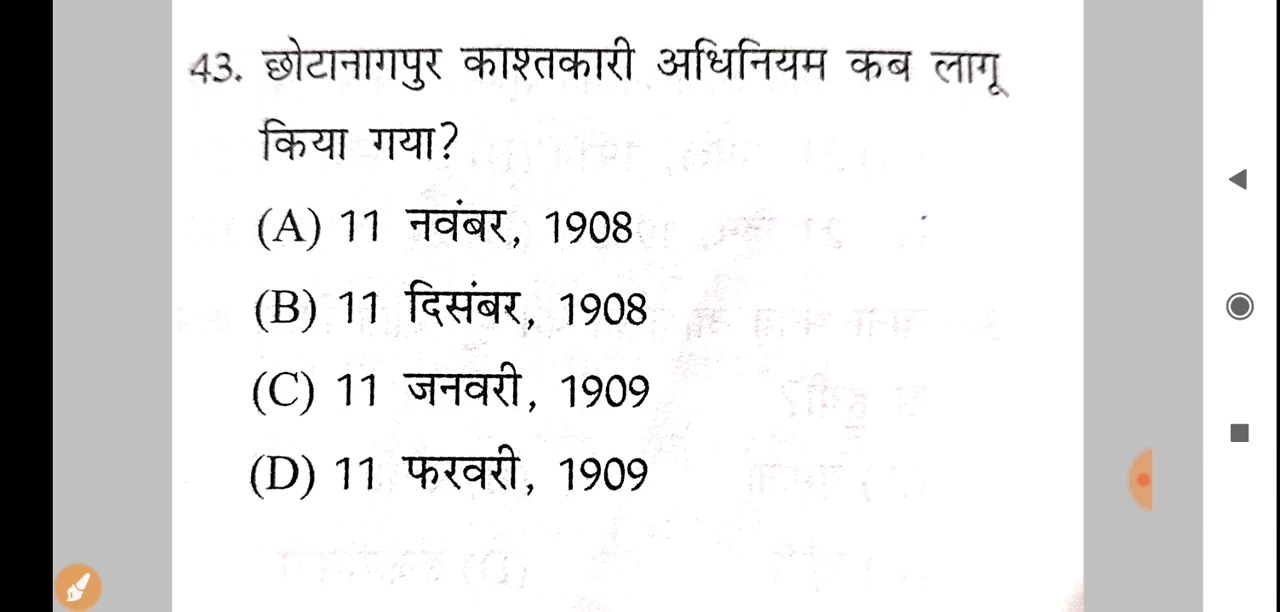 43. छोटानागपुर काश्तकारी अधिनियम कब लागू
किया गया?
(A) 11 नवंबर, 1908
(B) 11 दिसंबर, 1908
(C) 11 जनवरी, 1909
(D) 11 फरवरी, 1909